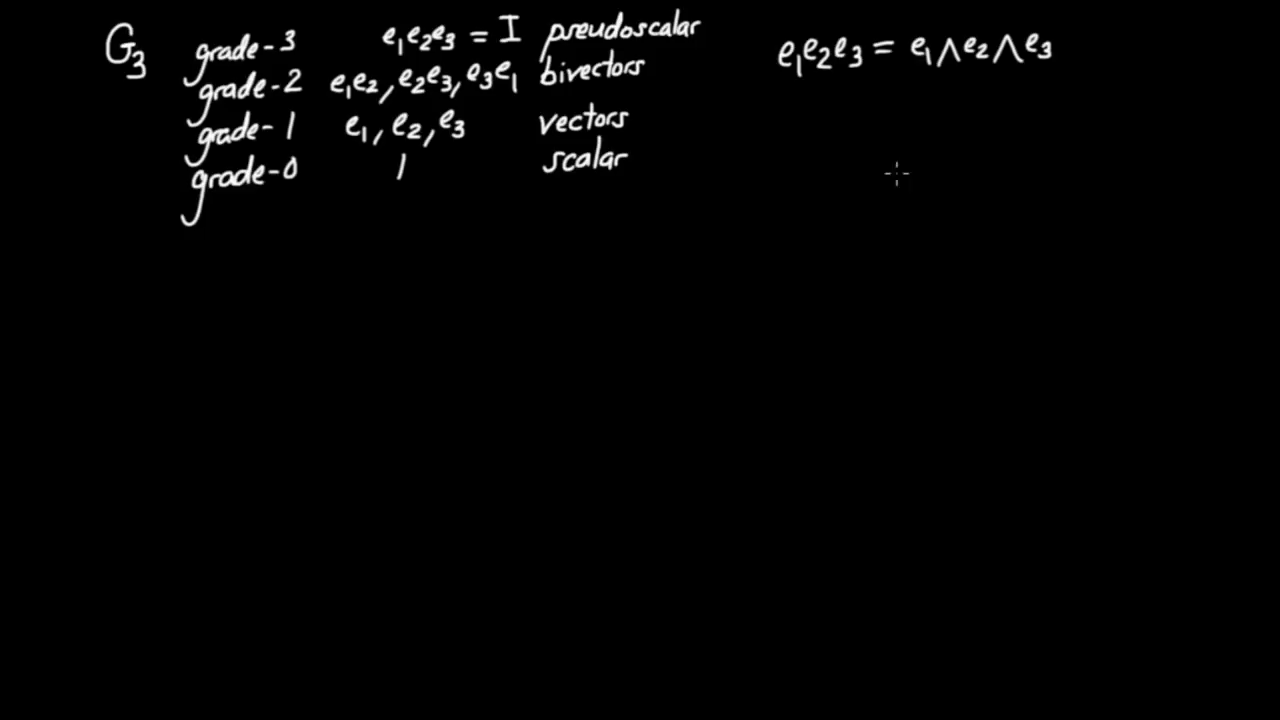 G₃ grade-3 e₁e₂e₃ = I pseudoscalar e₁e₂e₃ = e₁∧e₂∧e₃
grade-2 e₁e₂, e₂e₃, e₃e₁ bivectors
grade-1 e₁, e₂, e₃ vectors
grade-0 1 scalar